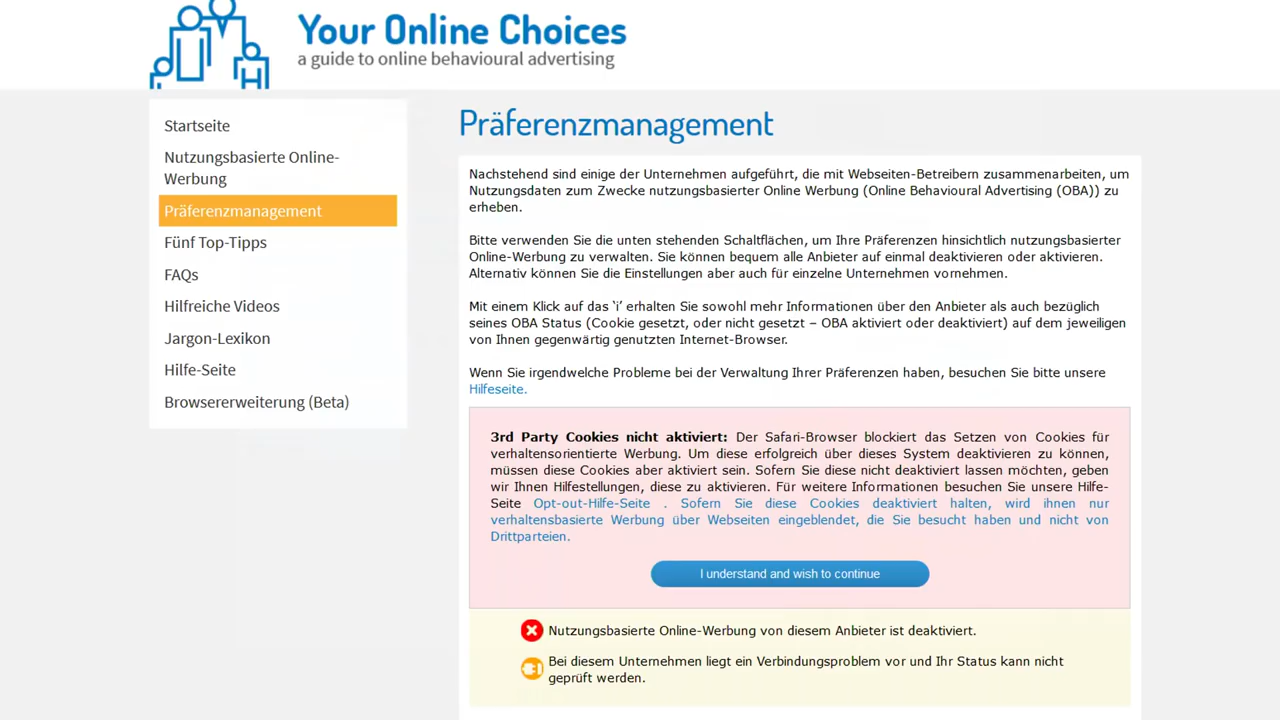 Your Online Choices
a guide to online behavioural advertising
Startseite
Nutzungsbasierte Online-
Werbung
Präferenzmanagement
Fünf Top-Tipps
FAQs
Hilfreiche Videos
Jargon-Lexikon
Hilfe-Seite
Browsererweiterung (Beta)
Präferenzmanagement
Nachstehend sind einige der Unternehmen aufgeführt, die mit Webseiten-Betreibern zusammenarbeiten, um
Nutzungsdaten zum Zwecke nutzungsbasierter Online Werbung (Online Behavioural Advertising (OBA)) zu
erheben.
Bitte verwenden Sie die unten stehenden Schaltflächen, um Ihre Präferenzen hinsichtlich nutzungsbasierter
Online-Werbung zu verwalten. Sie können bequem alle Anbieter auf einmal deaktivieren oder aktivieren.
Alternativ können Sie die Einstellungen aber auch für einzelne Unternehmen vornehmen.
Mit einem Klick auf das ‘i’ erhalten Sie sowohl mehr Informationen über den Anbieter als auch bezüglich
seines OBA Status (Cookie gesetzt, oder nicht gesetzt – OBA aktiviert oder deaktiviert) auf dem jeweiligen
von Ihnen gegenwärtig genutzten Internet-Browser.
Wenn Sie irgendwelche Probleme bei der Verwaltung Ihrer Präferenzen haben, besuchen Sie bitte unsere
Hilfeseite.
3rd Party Cookies nicht aktiviert: Der Safari-Browser blockiert das Setzen von Cookies für
verhaltensorientierte Werbung. Um diese erfolgreich über dieses System deaktivieren zu können,
müssen diese Cookies aber aktiviert sein. Sofern Sie diese nicht deaktiviert lassen möchten, geben
wir Ihnen Hilfestellungen, diese zu aktivieren. Für weitere Informationen besuchen Sie unsere Hilfe-
Seite Opt-out-Hilfe-Seite . Sofern Sie diese Cookies deaktiviert halten, wird ihnen nur
verhaltensbasierte Werbung über Webseiten eingeblendet, die Sie besucht haben und nicht von
Drittparteien.
I understand and wish to continue
Nutzungsbasierte Online-Werbung von diesem Anbieter ist deaktiviert.
Bei diesem Unternehmen liegt ein Verbindungsproblem vor und Ihr Status kann nicht
geprüft werden.